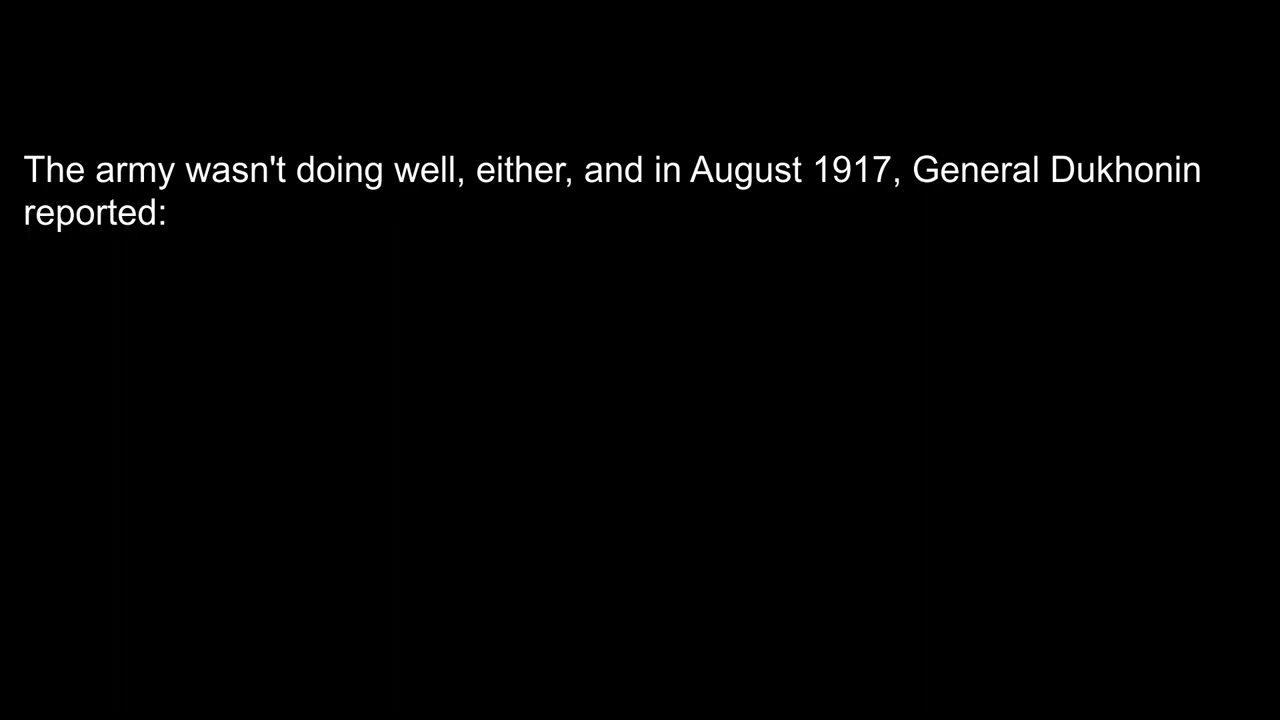 The army wasn't doing well, either, and in August 1917, General Dukhonin
reported: